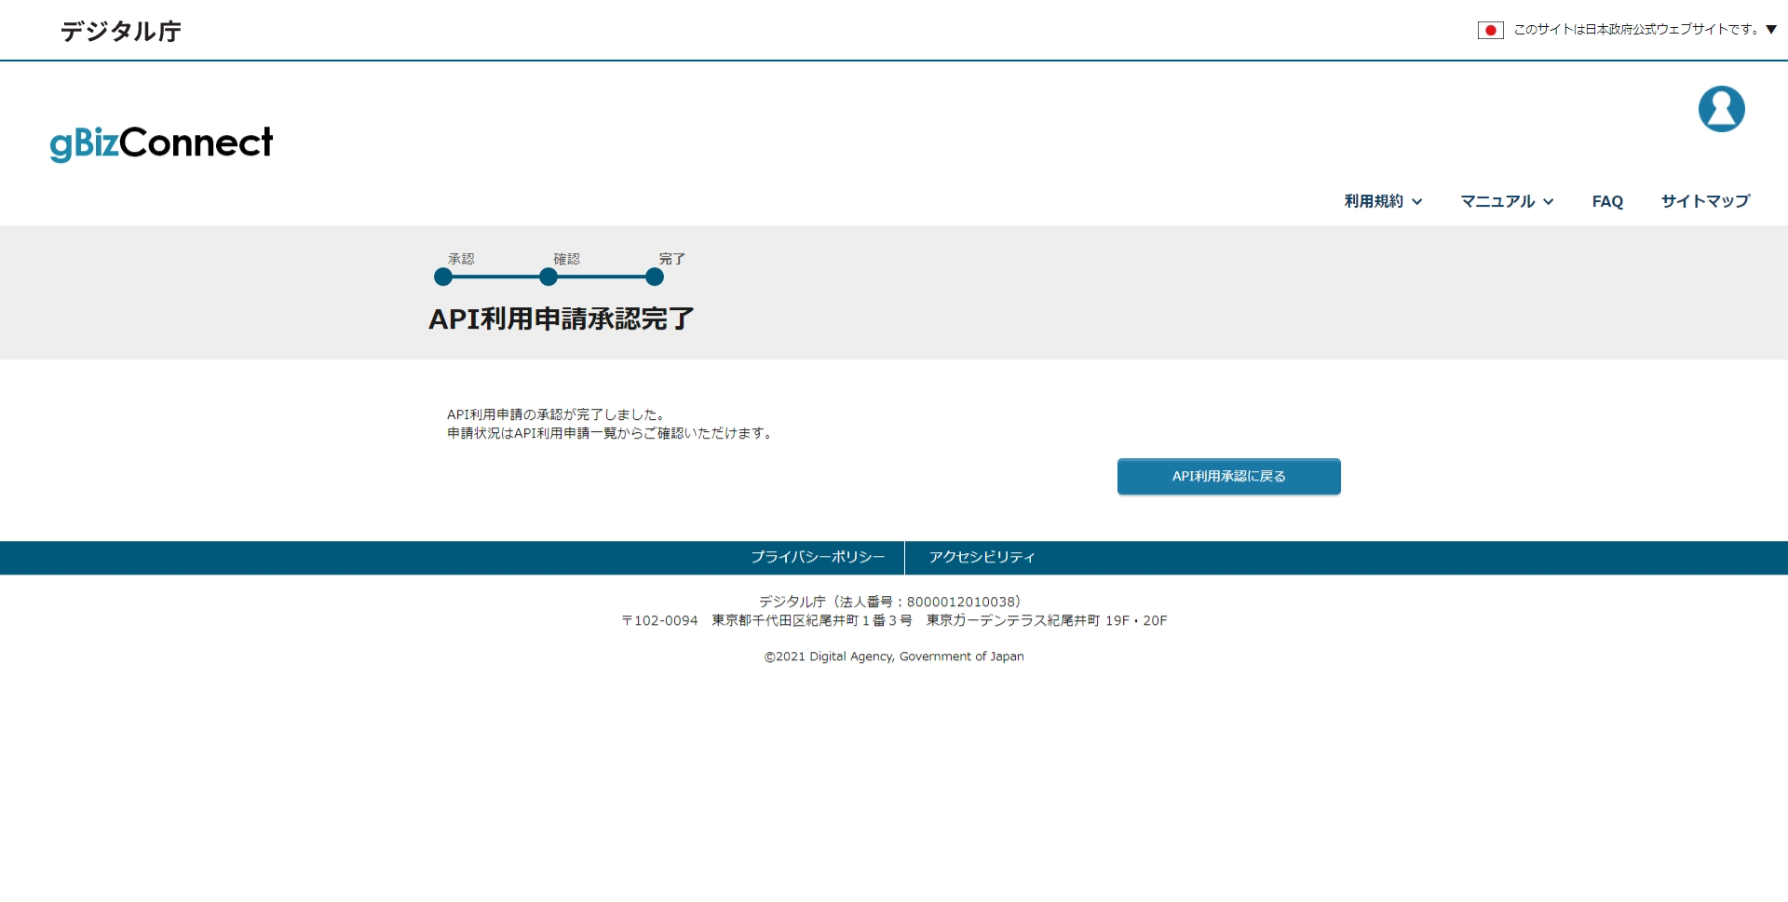 デジタル庁
このサイトは日本政府公式ウェブサイトです。▼
gBizConnect
利用規約 マニュアル FAQ サイトマップ
承認 確認 完了
API利用申請承認完了
API利用申請の承認が完了しました。
申請状況はAPI利用申請一覧からご確認いただけます。
API利用承認に戻る
プライバシーポリシー アクセシビリティ
デジタル庁（法人番号：8000012010038）
〒102-0094　東京都千代田区紀尾井町１番３号　東京ガーデンテラス紀尾井町 19F・20F
©2021 Digital Agency, Government of Japan